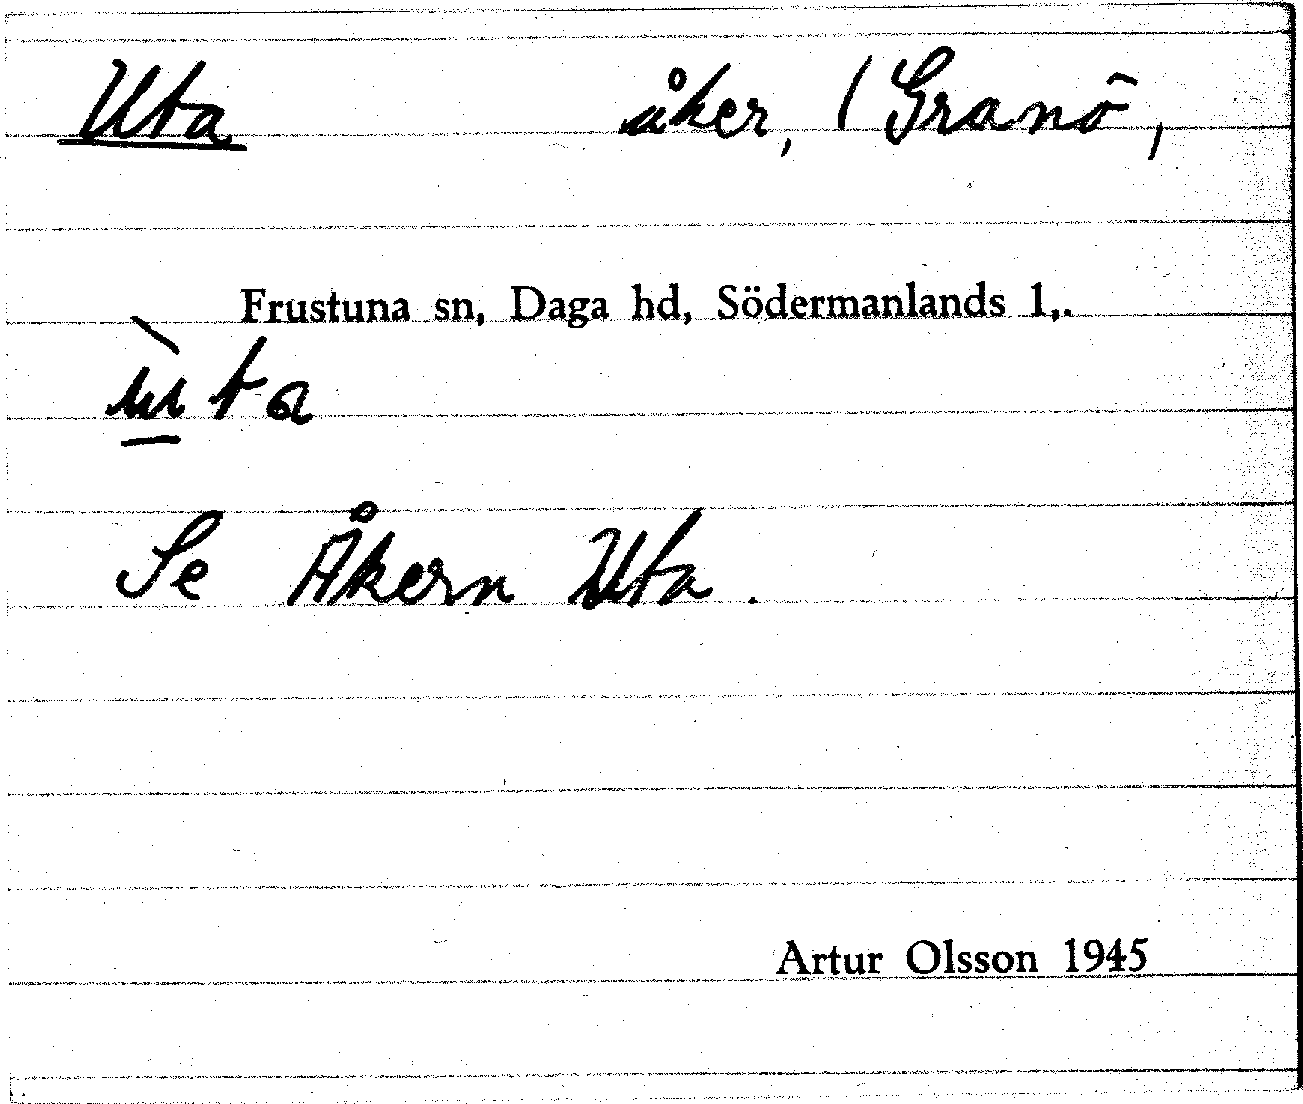 Uta åker, / Granö,
Frustuna sn, Daga hd, Södermanlands l,.
ùta
Se Åkern Uta.
Artur Olsson 1945